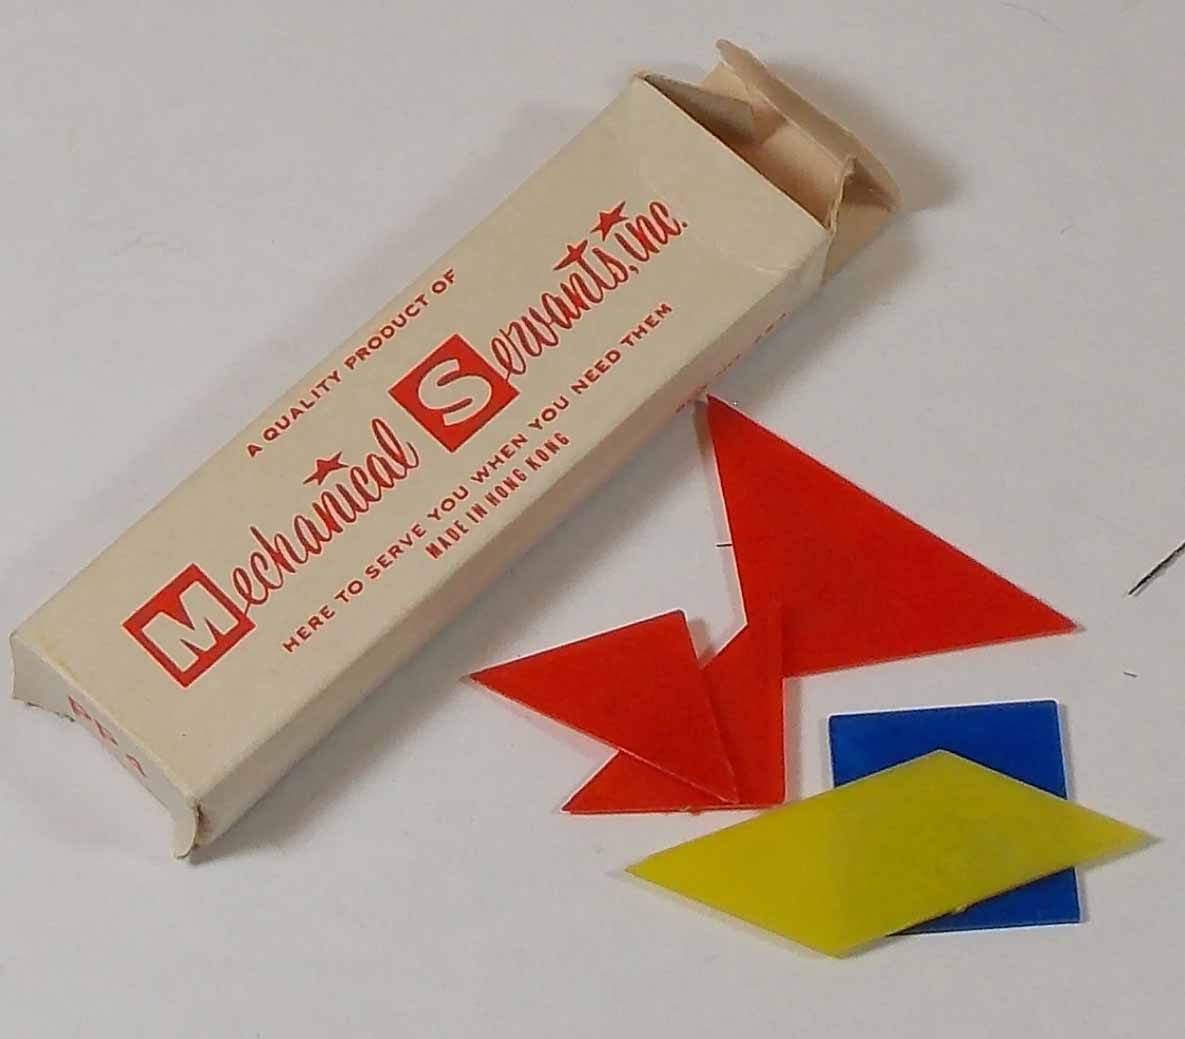 A QUALITY PRODUCT OF
Mechanical Servants, inc.
HERE TO SERVE YOU WHEN YOU NEED THEM
MADE IN HONG KONG